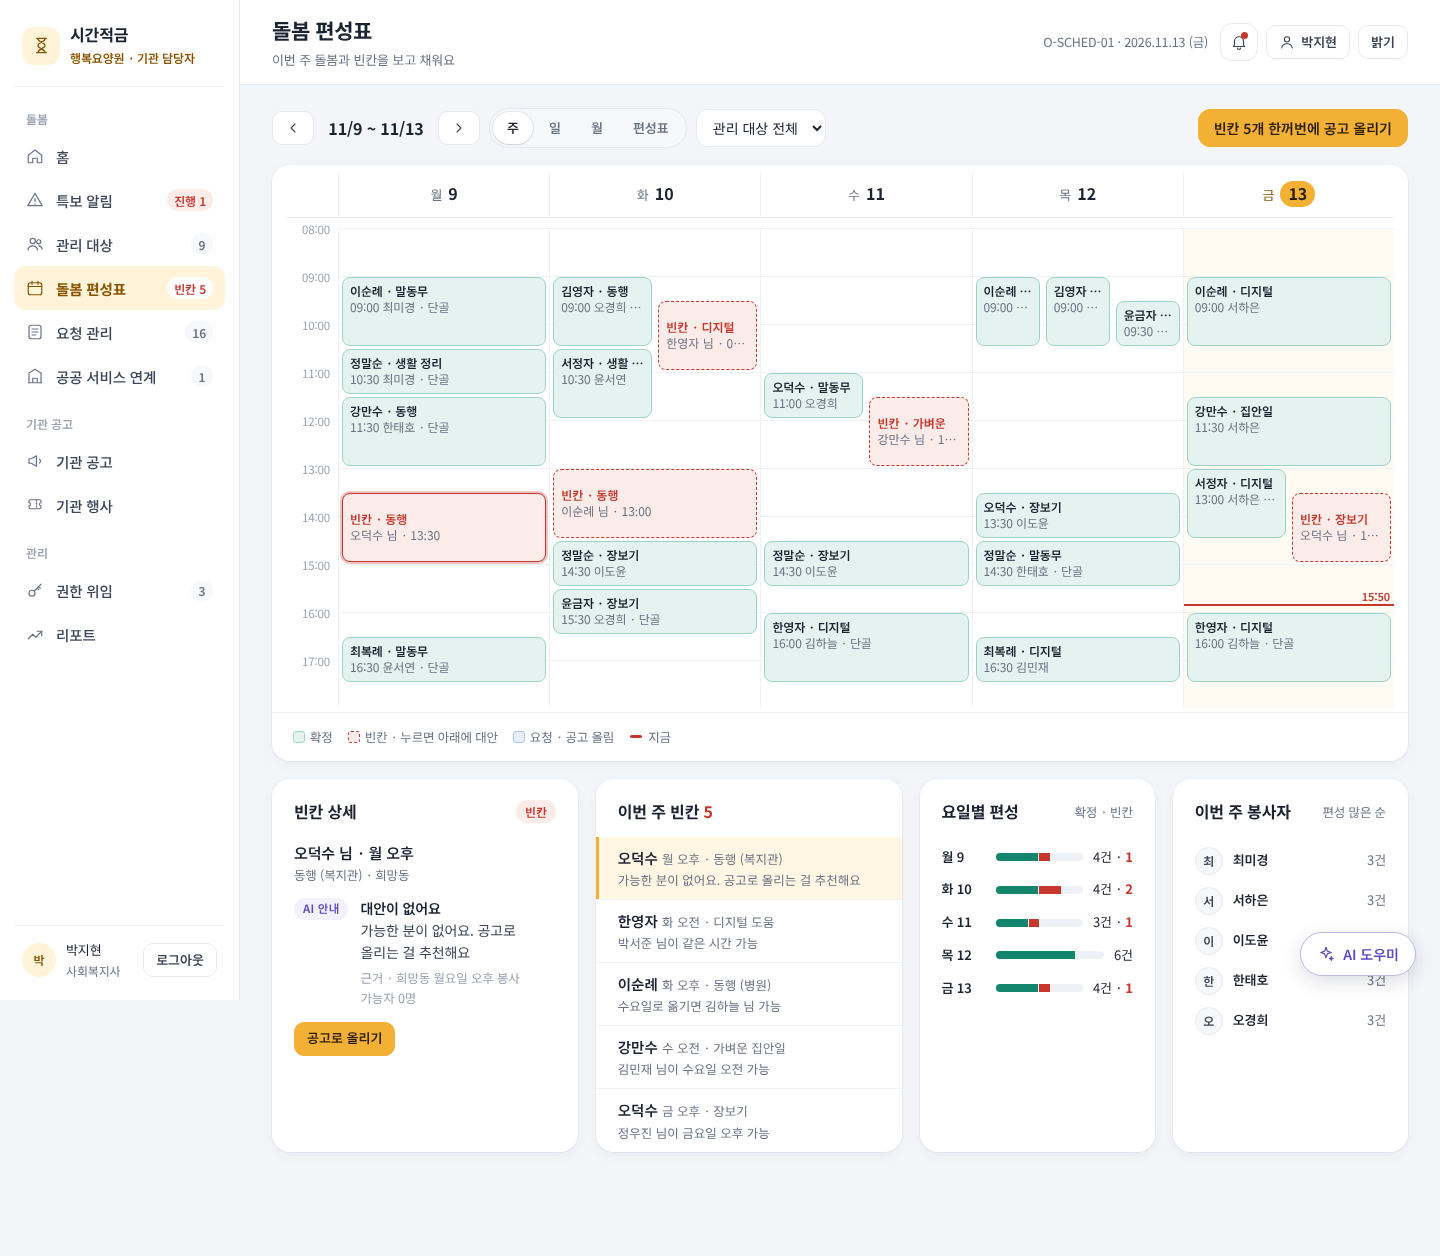 시간적금
행복요양원 · 기관 담당자
돌봄
홈
특보 알림 진행 1
관리 대상 9
돌봄 편성표 빈칸 5
요청 관리 16
공공 서비스 연계 1
기관 공고
기관 공고
기관 행사
관리
권한 위임 3
리포트
박 박지현
사회복지사
로그아웃
돌봄 편성표
이번 주 돌봄과 빈칸을 보고 채워요
O-SCHED-01 · 2026.11.13 (금)
박지현
밝기
11/9 ~ 11/13
주 일 월 편성표
관리 대상 전체
빈칸 5개 한꺼번에 공고 올리기
월 9
화 10
수 11
목 12
금 13
08:00
09:00
10:00
11:00
12:00
13:00
14:00
15:00
16:00
17:00
이순례 · 말동무
09:00 최미경 · 단골
정말순 · 생활 정리
10:30 최미경 · 단골
강만수 · 동행
11:30 한태호 · 단골
빈칸 · 동행
오덕수 님 · 13:30
최복례 · 말동무
16:30 윤서연 · 단골
김영자 · 동행
09:00 오경희 …
빈칸 · 디지털
한영자 님 · 0…
서정자 · 생활 …
10:30 윤서연
빈칸 · 동행
이순례 님 · 13:00
정말순 · 장보기
14:30 이도윤
윤금자 · 장보기
15:30 오경희 · 단골
오덕수 · 말동무
11:00 오경희
빈칸 · 가벼운
강만수 님 · 1…
정말순 · 장보기
14:30 이도윤
한영자 · 디지털
16:00 김하늘 · 단골
이순례 …
09:00 …
김영자 …
09:00 …
윤금자 …
09:30 …
오덕수 · 장보기
13:30 이도윤
정말순 · 말동무
14:30 한태호 · 단골
최복례 · 디지털
16:30 김민재
이순례 · 디지털
09:00 서하은
강만수 · 집안일
11:30 서하은
서정자 · 디지털
13:00 서하은 …
빈칸 · 장보기
오덕수 님 · 1…
15:50
한영자 · 디지털
16:00 김하늘 · 단골
확정
빈칸 · 누르면 아래에 대안
요청 · 공고 올림
지금
빈칸 상세 빈칸
오덕수 님 · 월 오후
동행 (복지관) · 희망동
AI 안내 대안이 없어요
가능한 분이 없어요. 공고로
올리는 걸 추천해요
근거 · 희망동 월요일 오후 봉사
가능자 0명
공고로 올리기
이번 주 빈칸 5
오덕수 월 오후 · 동행 (복지관)
가능한 분이 없어요. 공고로 올리는 걸 추천해요
한영자 화 오전 · 디지털 도움
박서준 님이 같은 시간 가능
이순례 화 오후 · 동행 (병원)
수요일로 옮기면 김하늘 님 가능
강만수 수 오전 · 가벼운 집안일
김민재 님이 수요일 오전 가능
오덕수 금 오후 · 장보기
정우진 님이 금요일 오후 가능
요일별 편성 확정 · 빈칸
월 9 4건 · 1
화 10 4건 · 2
수 11 3건 · 1
목 12 6건
금 13 4건 · 1
이번 주 봉사자 편성 많은 순
최 최미경 3건
서 서하은 3건
이 이도윤
한 한태호 3건
오 오경희 3건
AI 도우미